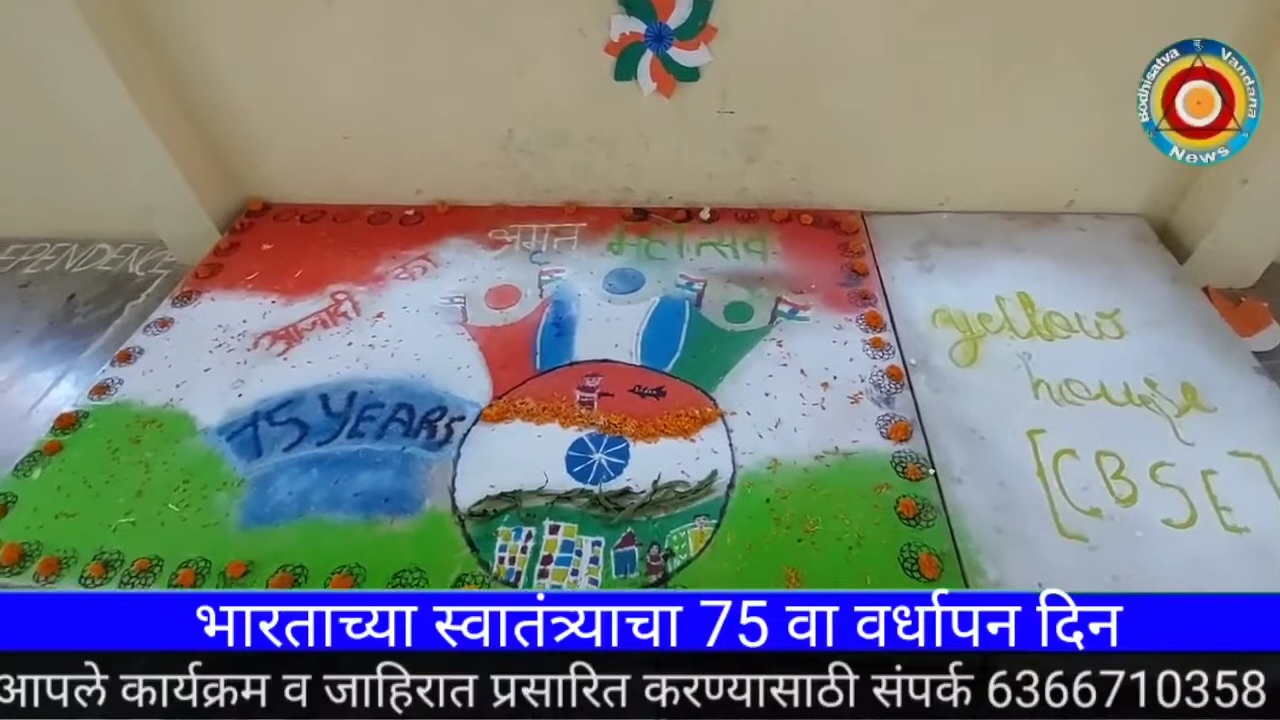 Bodhisatva Vandana
News
EPENDENCE
अमृत महोत्सव
आज़ादी का
75 YEARS
yellow
house
[CBSE]
भारताच्या स्वातंत्र्याचा 75 वा वर्धापन दिन
आपले कार्यक्रम व जाहिरात प्रसारित करण्यासाठी संपर्क 6366710358